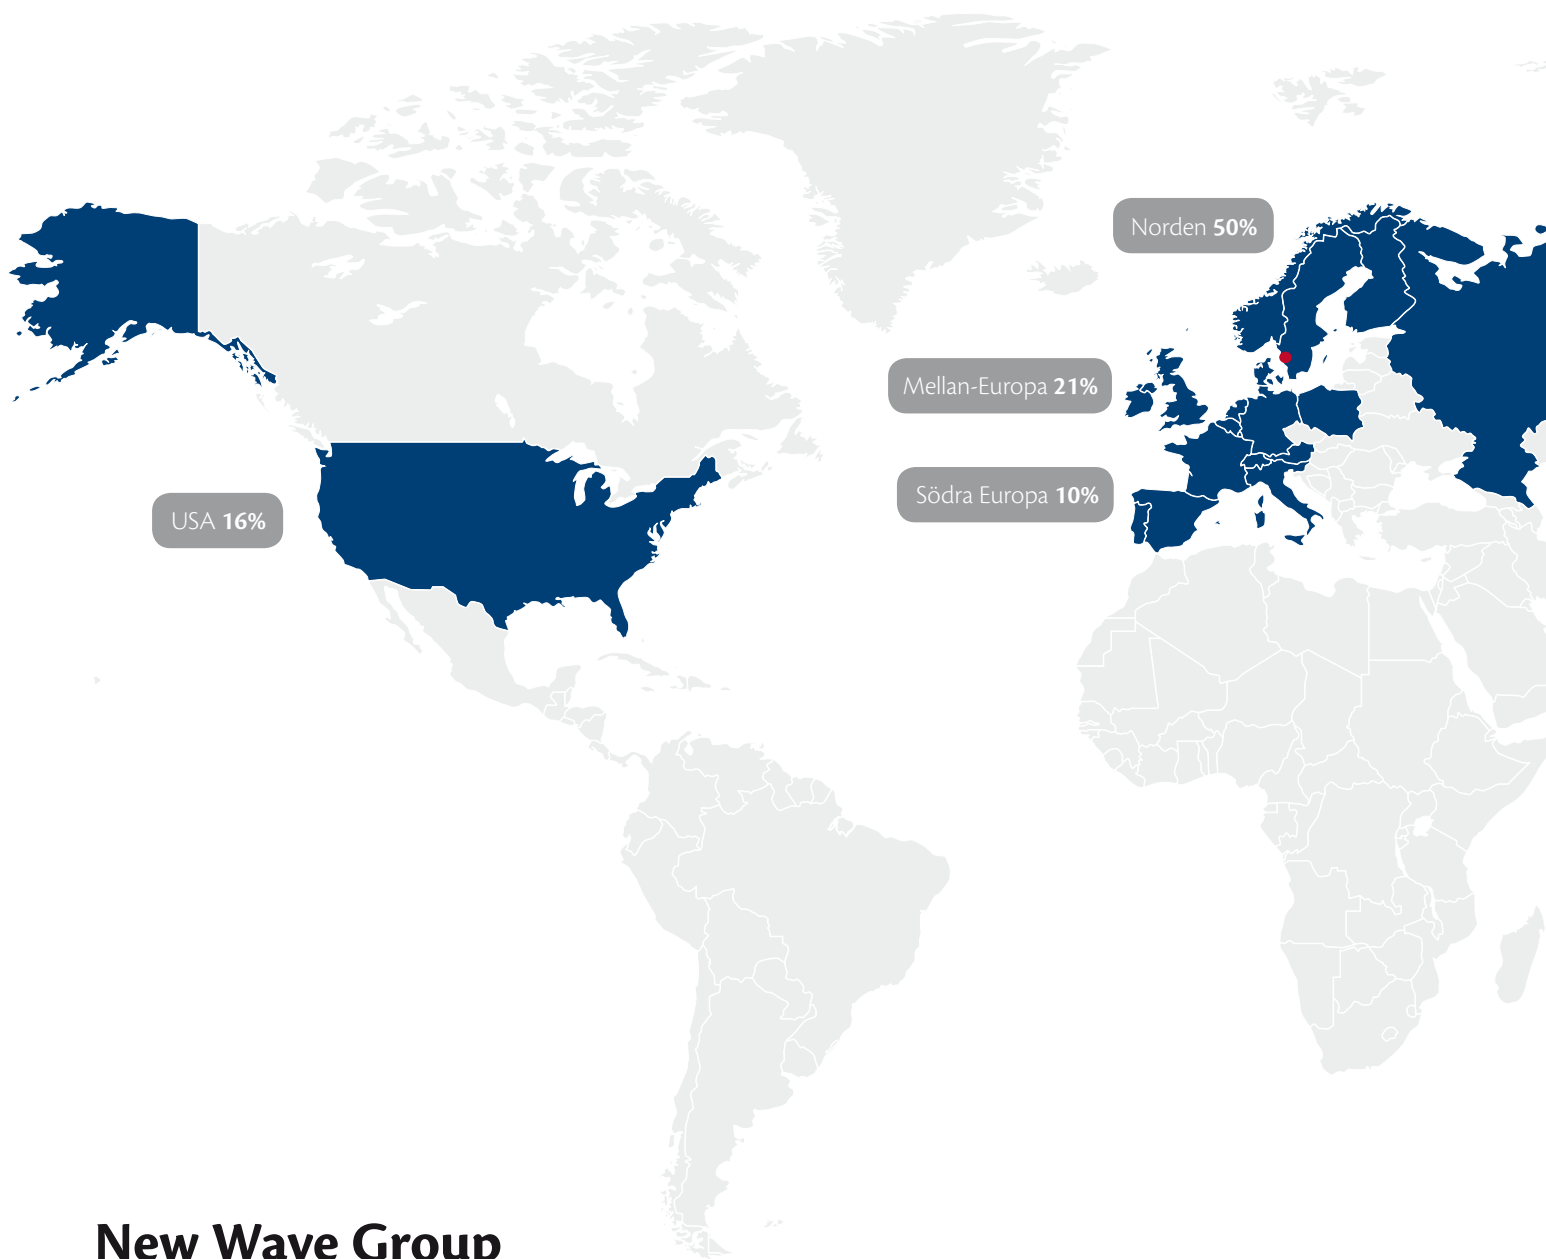 Norden 50%
Mellan-Europa 21%
Södra Europa 10%
USA 16%
New Wave Group